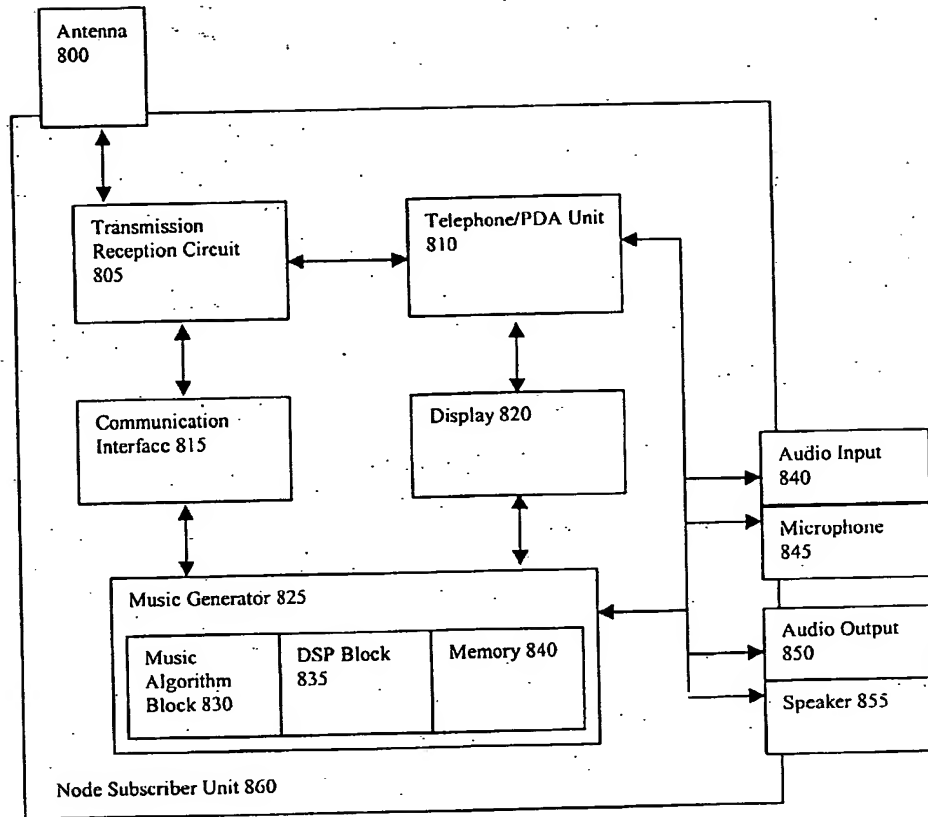 Antenna
800
Transmission
Reception Circuit
805
Telephone/PDA Unit
810
Communication
Interface 815
Display 820
Audio Input
840
Microphone
845
Music Generator 825
Music
Algorithm
Block 830
DSP Block
835
Memory 840
Audio Output
850
Speaker 855
Node Subscriber Unit 860